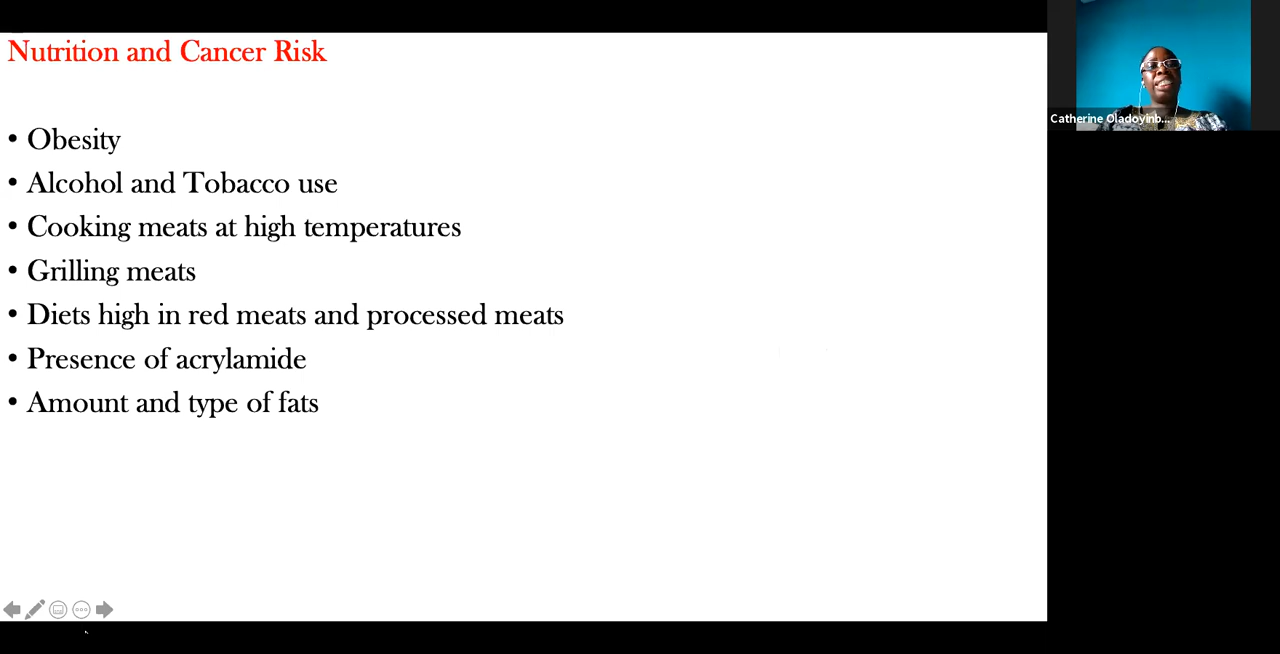 Nutrition and Cancer Risk
• Obesity
• Alcohol and Tobacco use
• Cooking meats at high temperatures
• Grilling meats
• Diets high in red meats and processed meats
• Presence of acrylamide
• Amount and type of fats
Catherine Oladoyinb...